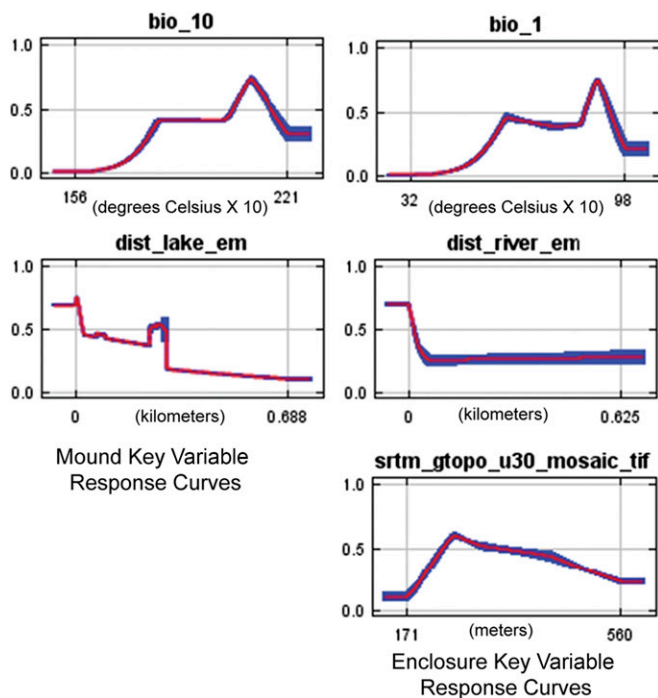 bio_10
1.0
0.5
0.0
156
221
(degrees Celsius X 10)
bio_1
1.0
0.5
0.0
32
98
(degrees Celsius X 10)
dist_lake_em
1.0
0.5
0.0
0
0.688
(kilometers)
dist_river_em
1.0
0.5
0.0
0
0.625
(kilometers)
Mound Key Variable
Response Curves
srtm_gtopo_u30_mosaic_tif
1.0
0.5
0.0
171
560
(meters)
Enclosure Key Variable
Response Curves